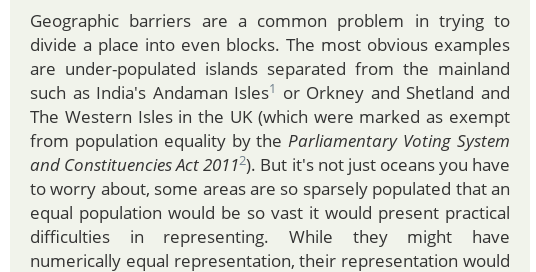 Geographic barriers are a common problem in trying to
divide a place into even blocks. The most obvious examples
are under-populated islands separated from the mainland
such as India's Andaman Isles1 or Orkney and Shetland and
The Western Isles in the UK (which were marked as exempt
from population equality by the Parliamentary Voting System
and Constituencies Act 20112). But it's not just oceans you have
to worry about, some areas are so sparsely populated that an
equal population would be so vast it would present practical
difficulties in representing. While they might have
numerically equal representation, their representation would